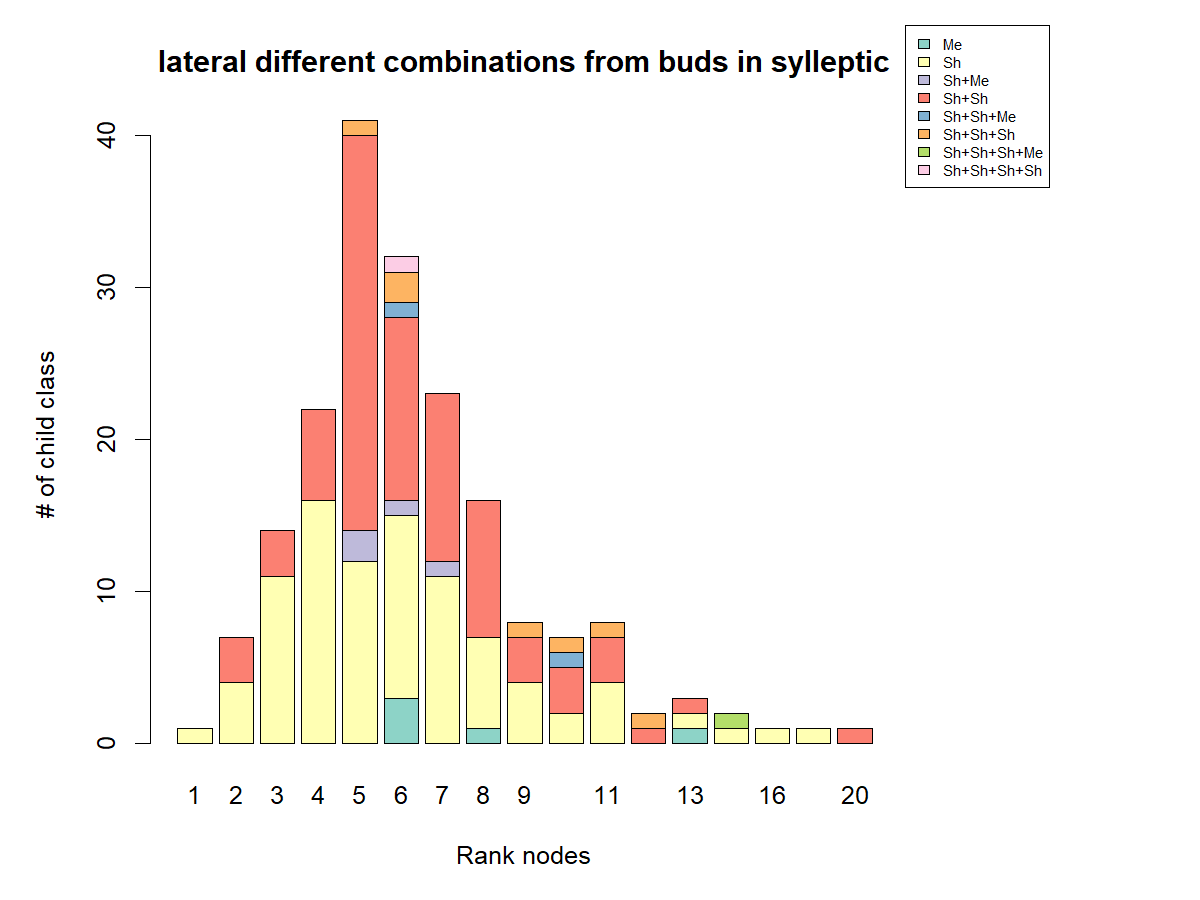 lateral different combinations from buds in sylleptic
Me
Sh
Sh+Me
Sh+Sh
Sh+Sh+Me
Sh+Sh+Sh
Sh+Sh+Sh+Me
Sh+Sh+Sh+Sh
# of child class
40
30
20
10
0
1 2 3 4 5 6 7 8 9 11 13 16 20
Rank nodes